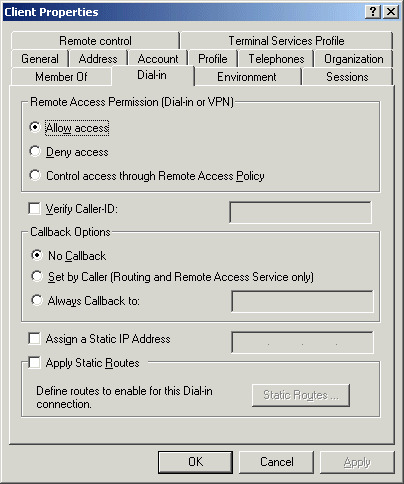 Client Properties
Remote control Terminal Services Profile
General Address Account Profile Telephones Organization
Member Of Dial-in Environment Sessions
Remote Access Permission (Dial-in or VPN)
Allow access
Deny access
Control access through Remote Access Policy
Verify Caller-ID:
Callback Options
No Callback
Set by Caller (Routing and Remote Access Service only)
Always Callback to:
Assign a Static IP Address
Apply Static Routes
Define routes to enable for this Dial-in
connection.
Static Routes ...
OK Cancel Apply